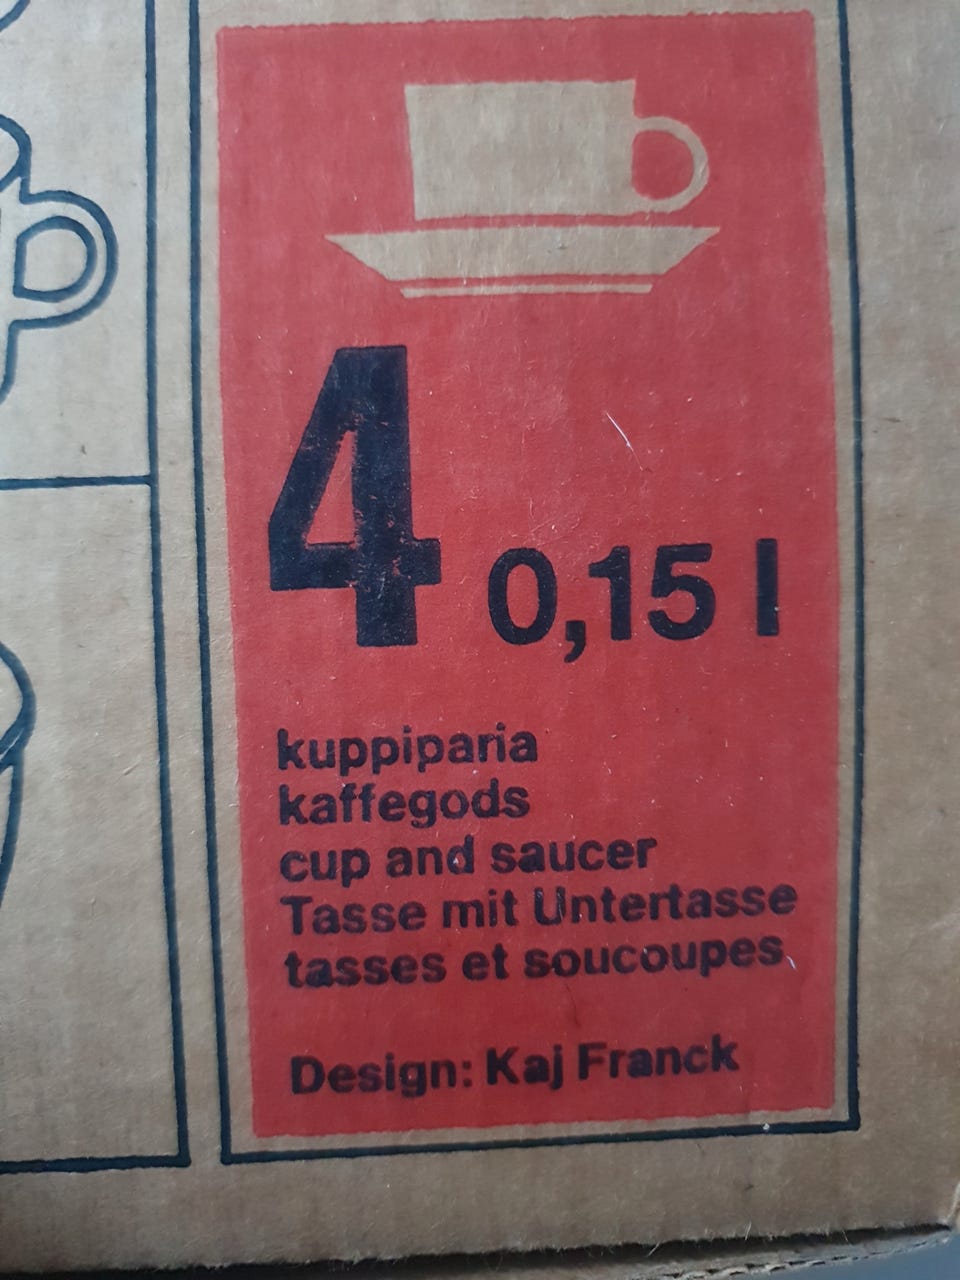 4 0,15 l
kuppiparia
kaffegods
cup and saucer
Tasse mit Untertasse
tasses et soucoupes
Design: Kaj Franck